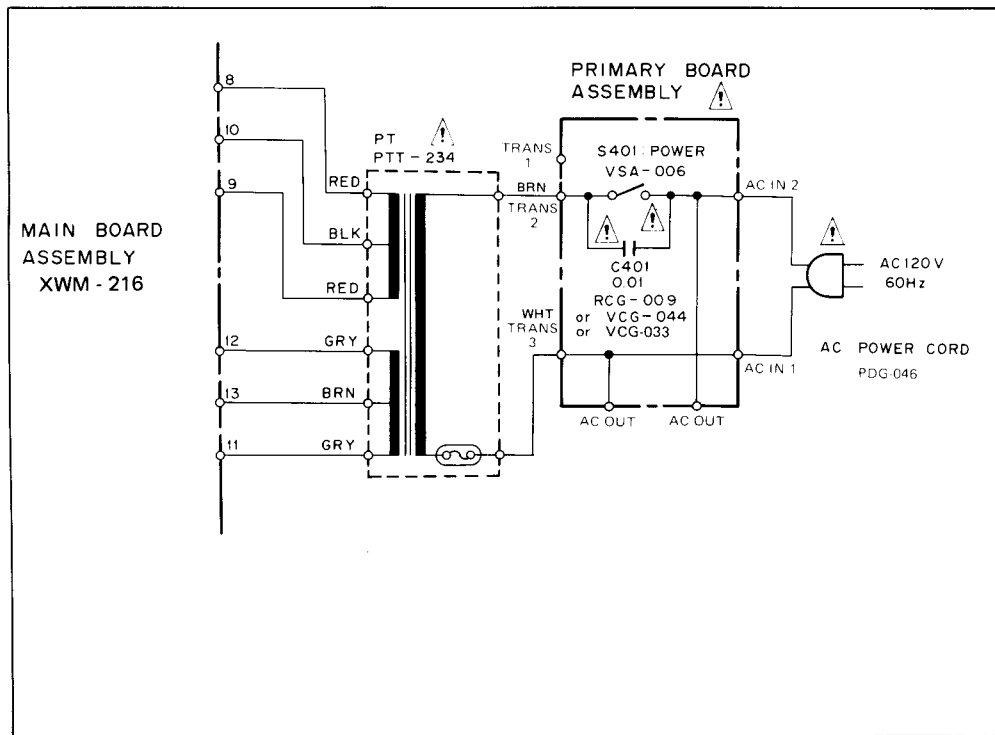 MAIN BOARD
ASSEMBLY
XWM-216
8
10
9
12
13
11
RED
BLK
RED
GRY
BRN
GRY
PT
PTT-234
TRANS
1
BRN
TRANS
2
WHT
TRANS
3
PRIMARY BOARD
ASSEMBLY
S401: POWER
VSA-006
C401
0.01
RCG-009
or VCG-044
or VCG-033
AC OUT
AC OUT
AC IN 2
AC IN 1
AC 120V
60Hz
AC POWER CORD
PDG-046